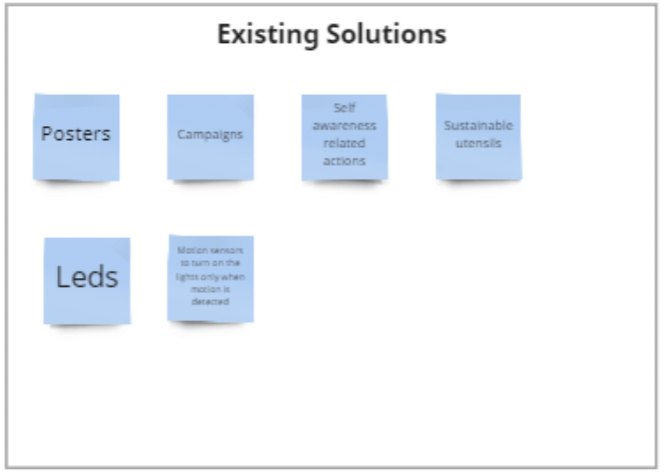 Existing Solutions
Posters
Campaigns
Self
awareness
related
actions
Sustainable
utensils
Leds
Motion sensors
to turn on the
lights only when
motion is
detected